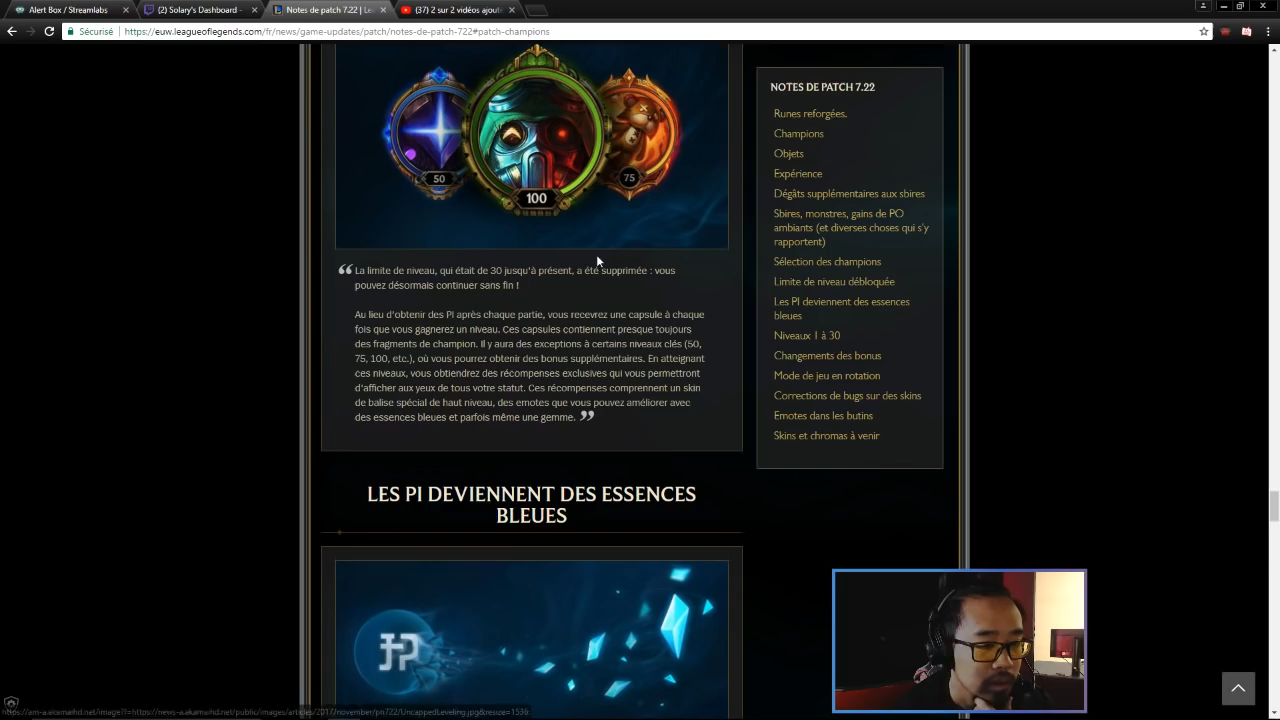 Alert Box / Streamlabs
(2) Solary's Dashboard -
Notes de patch 7.22 | Le
(37) 2 sur 2 vidéos ajout
Sécurisé
https://euw.leagueoflegends.com/fr/news/game-updates/patch/notes-de-patch-722#patch-champions
50
100
75
La limite de niveau, qui était de 30 jusqu'à présent, a été supprimée : vous
pouvez désormais continuer sans fin !
Au lieu d'obtenir des PI après chaque partie, vous recevrez une capsule à chaque
fois que vous gagnerez un niveau. Ces capsules contiennent presque toujours
des fragments de champion. Il y aura des exceptions à certains niveaux clés (50,
75, 100, etc.), où vous pourrez obtenir des bonus supplémentaires. En atteignant
ces niveaux, vous obtiendrez des récompenses exclusives qui vous permettront
d'afficher aux yeux de tous votre statut. Ces récompenses comprennent un skin
de balise spécial de haut niveau, des emotes que vous pouvez améliorer avec
des essences bleues et parfois même une gemme.
LES PI DEVIENNENT DES ESSENCES
BLEUES
IP
NOTES DE PATCH 7.22
Runes reforgées.
Champions
Objets
Expérience
Dégâts supplémentaires aux sbires
Sbires, monstres, gains de PO
ambiants (et diverses choses qui s'y
rapportent)
Sélection des champions
Limite de niveau débloquée
Les PI deviennent des essences
bleues
Niveaux 1 à 30
Changements des bonus
Mode de jeu en rotation
Corrections de bugs sur des skins
Emotes dans les butins
Skins et chromas à venir